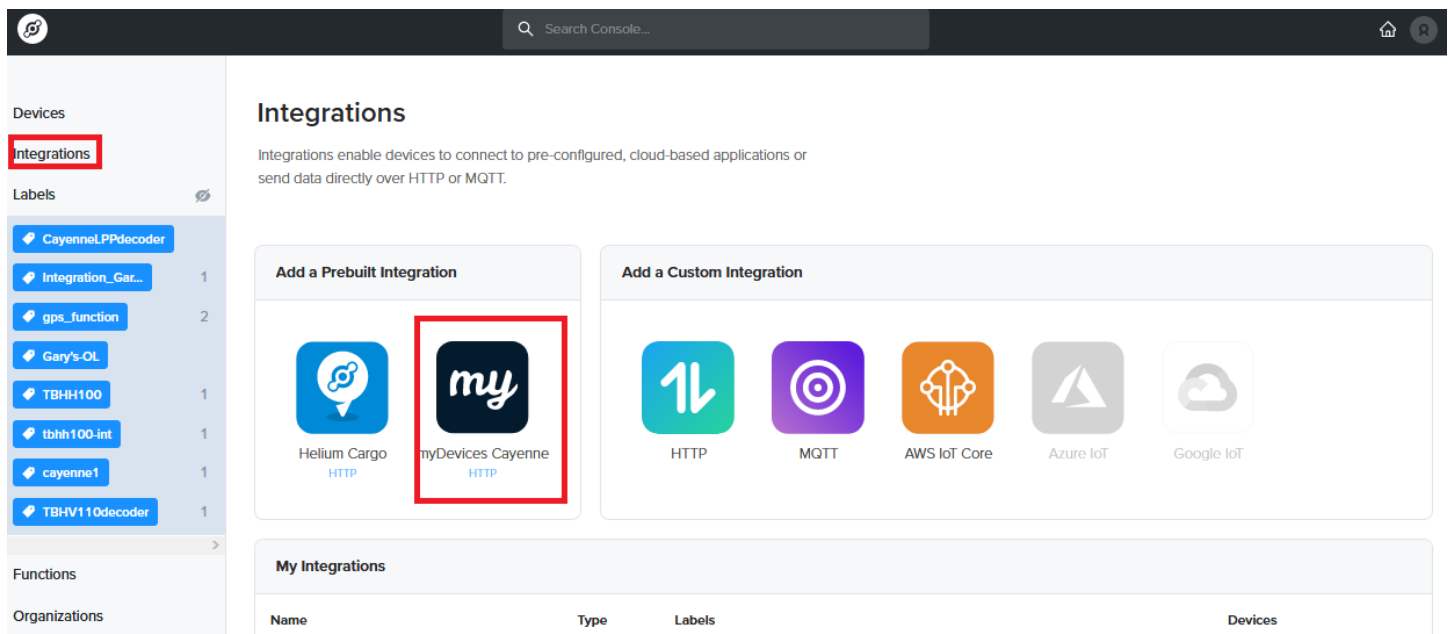 Search Console...
R
Devices
Integrations
Labels
CayenneLPPdecoder
Integration_Gar... 1
gps_function 2
Gary's-OL
TBHH100 1
tbhh100-int 1
cayenne1 1
TBHV110decoder 1
Functions
Organizations
Integrations
Integrations enable devices to connect to pre-configured, cloud-based applications or
send data directly over HTTP or MQTT.
Add a Prebuilt Integration
my
Helium Cargo
HTTP
myDevices Cayenne
HTTP
Add a Custom Integration
HTTP
MQTT
AWS IoT Core
Azure IoT
Google IoT
My Integrations
Name Type Labels Devices